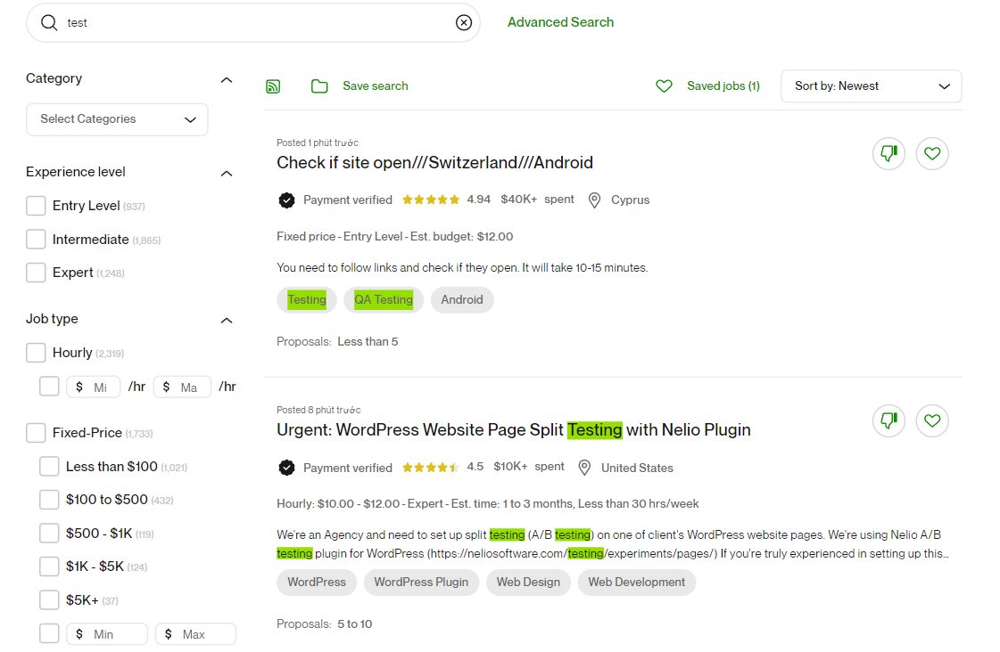 test
Advanced Search
Category
Select Categories
Experience level
Entry Level (937)
Intermediate (1,865)
Expert (1,248)
Job type
Hourly (2,319)
$ Mi /hr $ Ma /hr
Fixed-Price (1,733)
Less than $100 (1,021)
$100 to $500 (432)
$500 - $1K (119)
$1K - $5K (124)
$5K+ (37)
$ Min $ Max
Save search
Saved jobs (1)
Sort by: Newest
Posted 1 phút trước
Check if site open///Switzerland///Android
Payment verified 4.94 $40K+ spent Cyprus
Fixed price - Entry Level - Est. budget: $12.00
You need to follow links and check if they open. It will take 10-15 minutes.
Testing QA Testing Android
Proposals: Less than 5
Posted 8 phút trước
Urgent: WordPress Website Page Split Testing with Nelio Plugin
Payment verified 4.5 $10K+ spent United States
Hourly: $10.00 - $12.00 - Expert - Est. time: 1 to 3 months, Less than 30 hrs/week
We're an Agency and need to set up split testing (A/B testing) on one of client's WordPress website pages. We're using Nelio A/B
testing plugin for WordPress (https://neliosoftware.com/testing/experiments/pages/) If you're truly experienced in setting up this...
WordPress WordPress Plugin Web Design Web Development
Proposals: 5 to 10